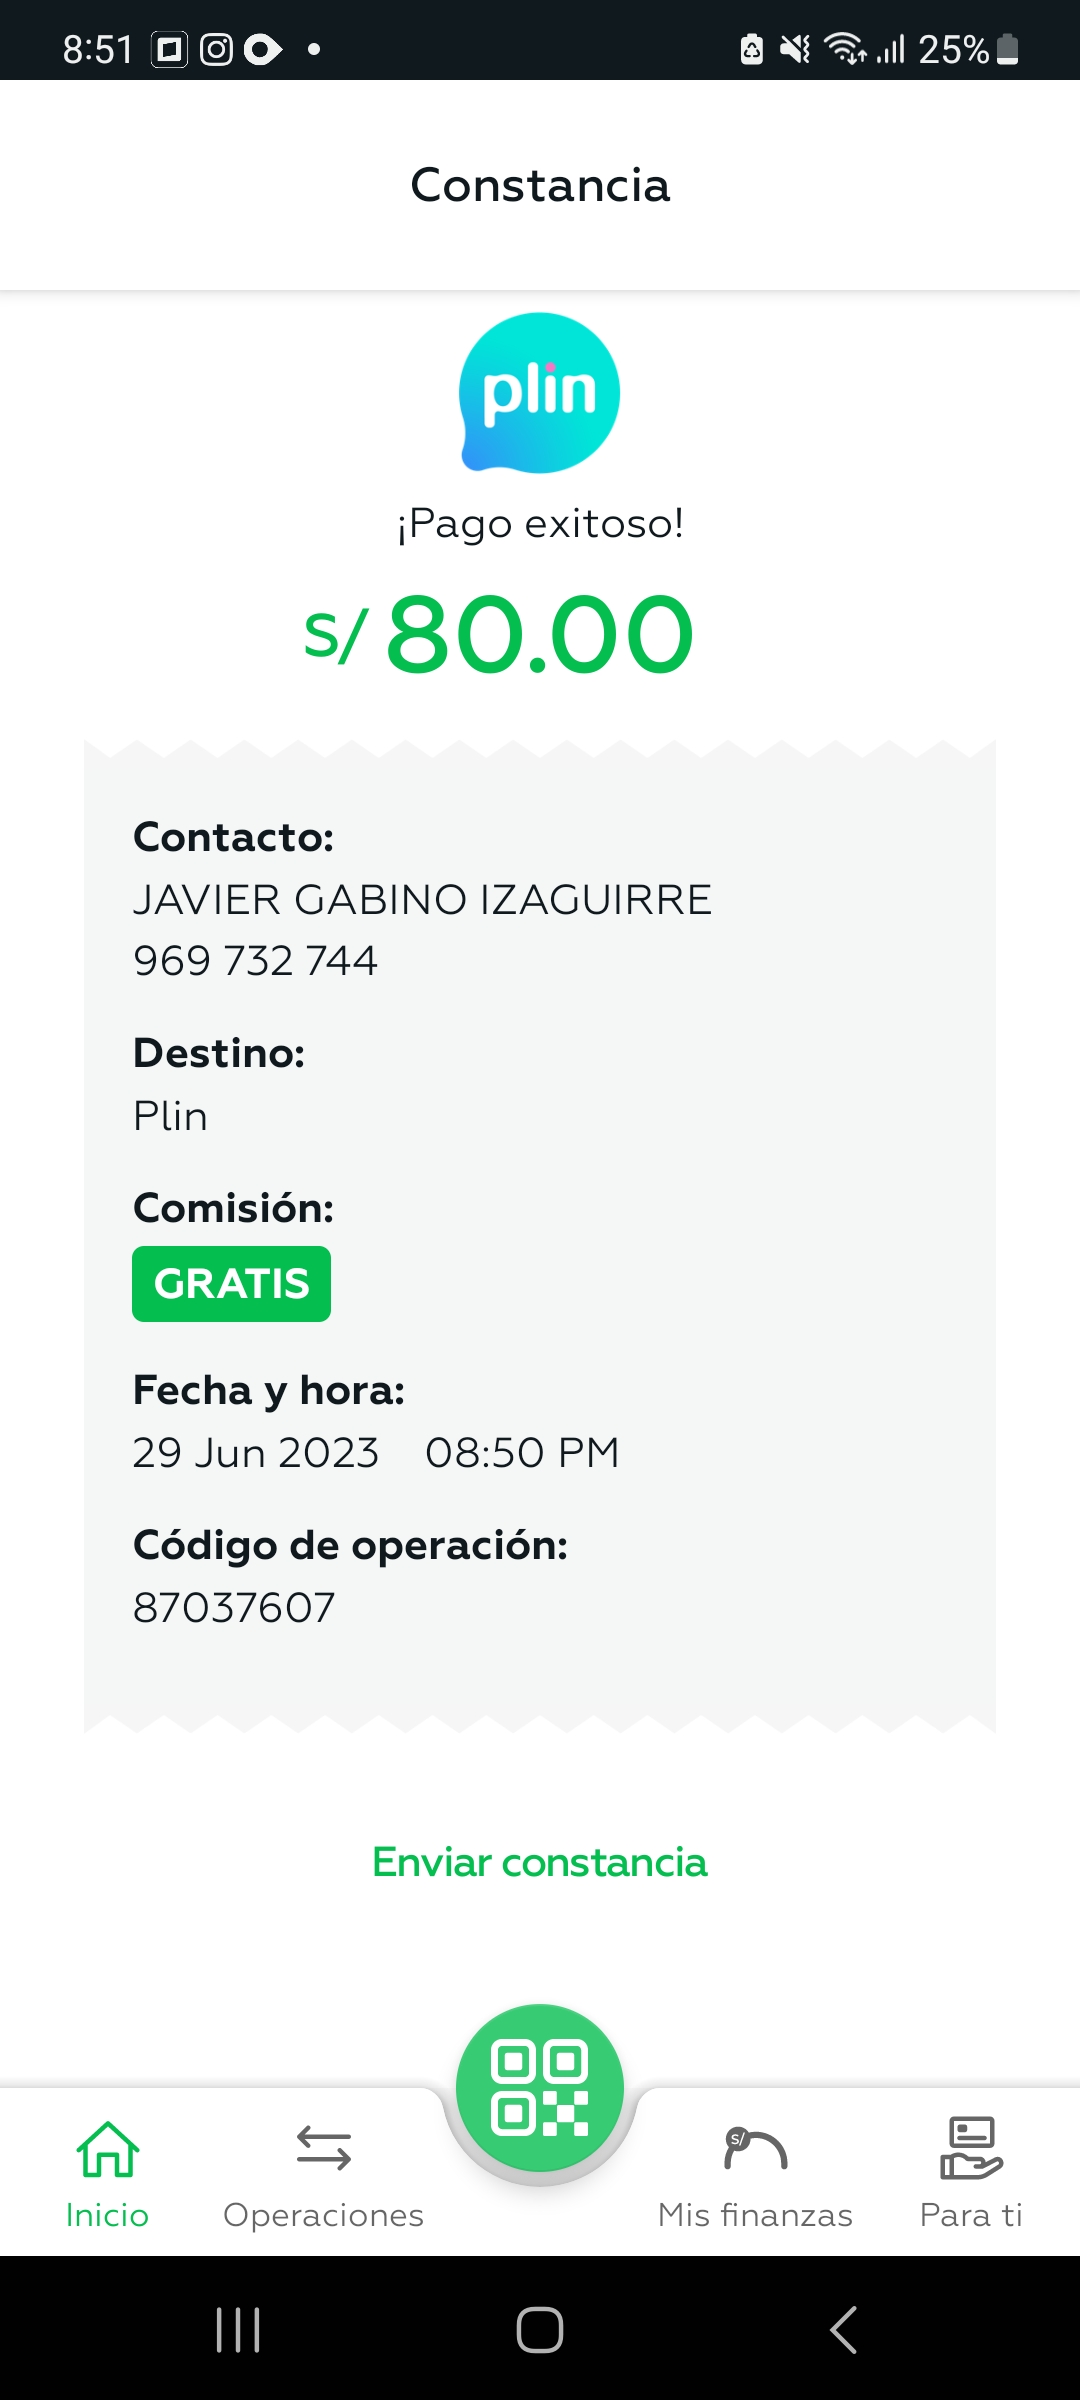 8:51
25%
Constancia
plin
¡Pago exitoso!
S/ 80.00
Contacto:
JAVIER GABINO IZAGUIRRE
969 732 744
Destino:
Plin
Comisión:
GRATIS
Fecha y hora:
29 Jun 2023 08:50 PM
Código de operación:
87037607
Enviar constancia
S/
Inicio Operaciones Mis finanzas Para ti